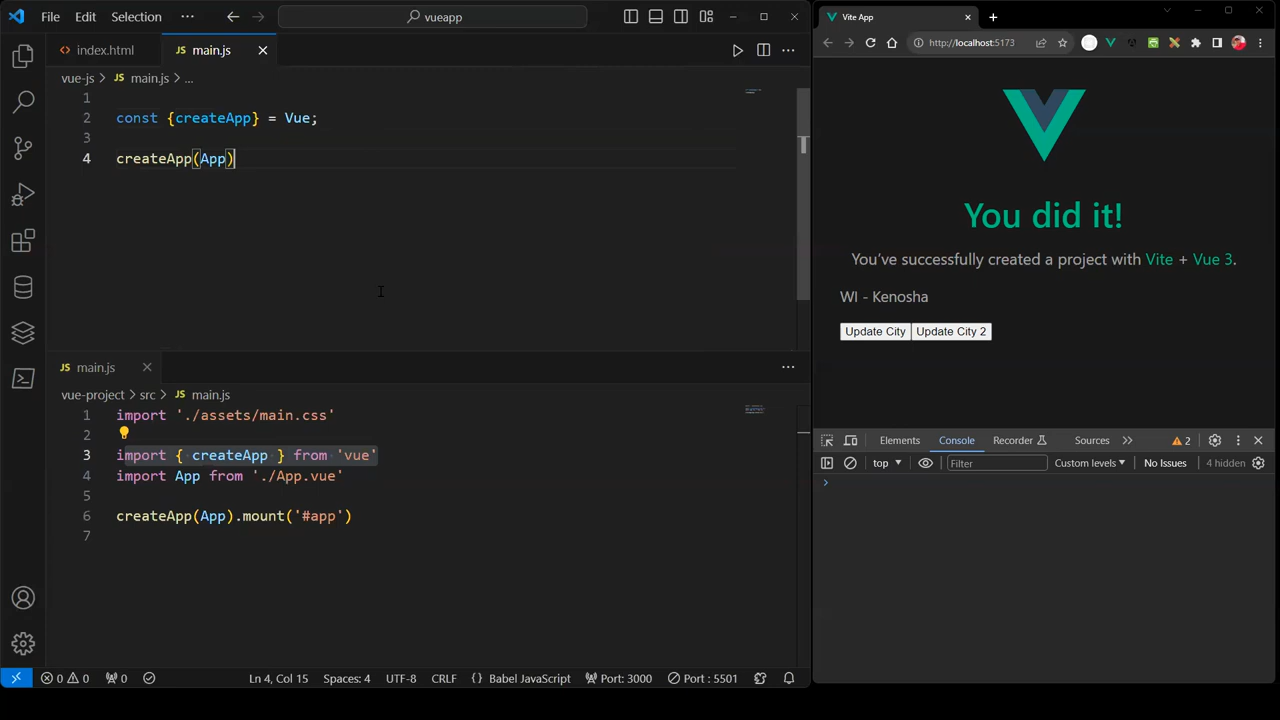 File Edit Selection ··· vueapp
index.html main.js
vue-js > main.js > ...
1
2 const {createApp} = Vue;
3
4 createApp(App)
main.js
vue-project > src > main.js
1 import './assets/main.css'
2
3 import { createApp } from 'vue'
4 import App from './App.vue'
5
6 createApp(App).mount('#app')
7
0 0 0 Ln 4, Col 15 Spaces: 4 UTF-8 CRLF {} Babel JavaScript Port: 3000 Port : 5501
Vite App
http://localhost:5173
You did it!
You've successfully created a project with Vite + Vue 3.
WI - Kenosha
Update City Update City 2
Elements Console Recorder Sources 2
top Filter Custom levels No Issues 4 hidden